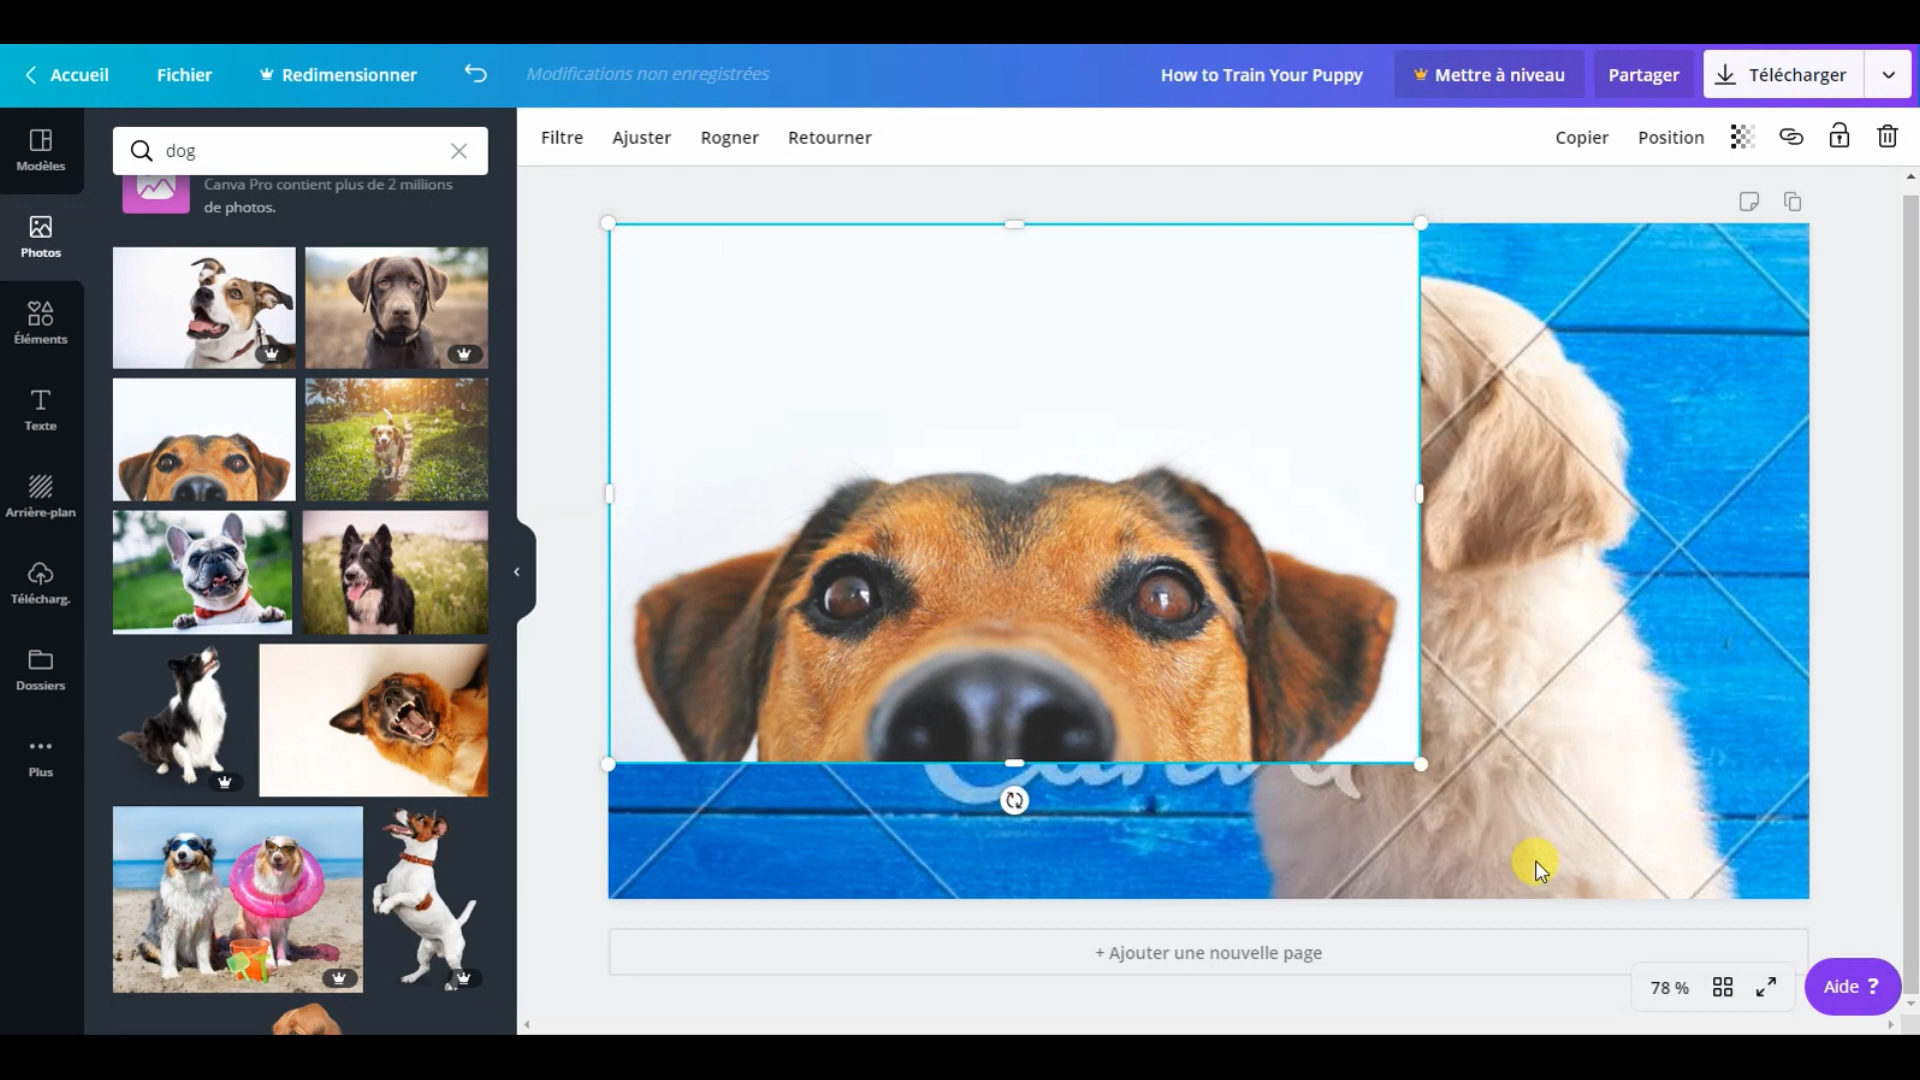 Accueil
Fichier
Redimensionner
Modifications non enregistrées
How to Train Your Puppy
Mettre à niveau
Partager
Télécharger
Modèles
Photos
Éléments
Texte
Arrière-plan
Télécharg.
Dossiers
Plus
dog
Canva Pro contient plus de 2 millions
de photos.
Filtre
Ajuster
Rogner
Retourner
Copier
Position
+ Ajouter une nouvelle page
78 %
Aide ?